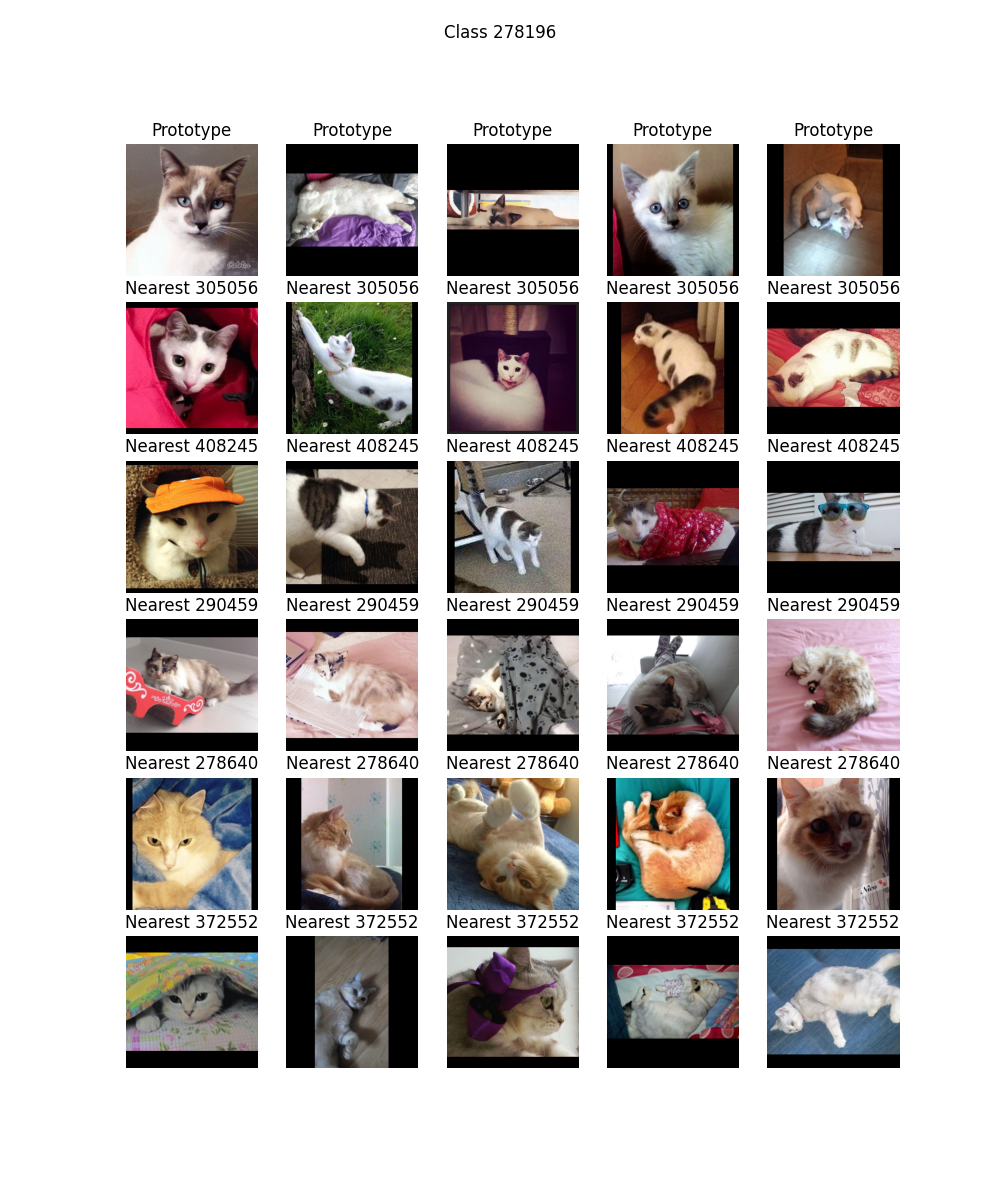 Class 278196
Prototype Prototype Prototype Prototype Prototype
Nearest 305056 Nearest 305056 Nearest 305056 Nearest 305056 Nearest 305056
Nearest 408245 Nearest 408245 Nearest 408245 Nearest 408245 Nearest 408245
Nearest 290459 Nearest 290459 Nearest 290459 Nearest 290459 Nearest 290459
Nearest 278640 Nearest 278640 Nearest 278640 Nearest 278640 Nearest 278640
Nico
Nearest 372552 Nearest 372552 Nearest 372552 Nearest 372552 Nearest 372552